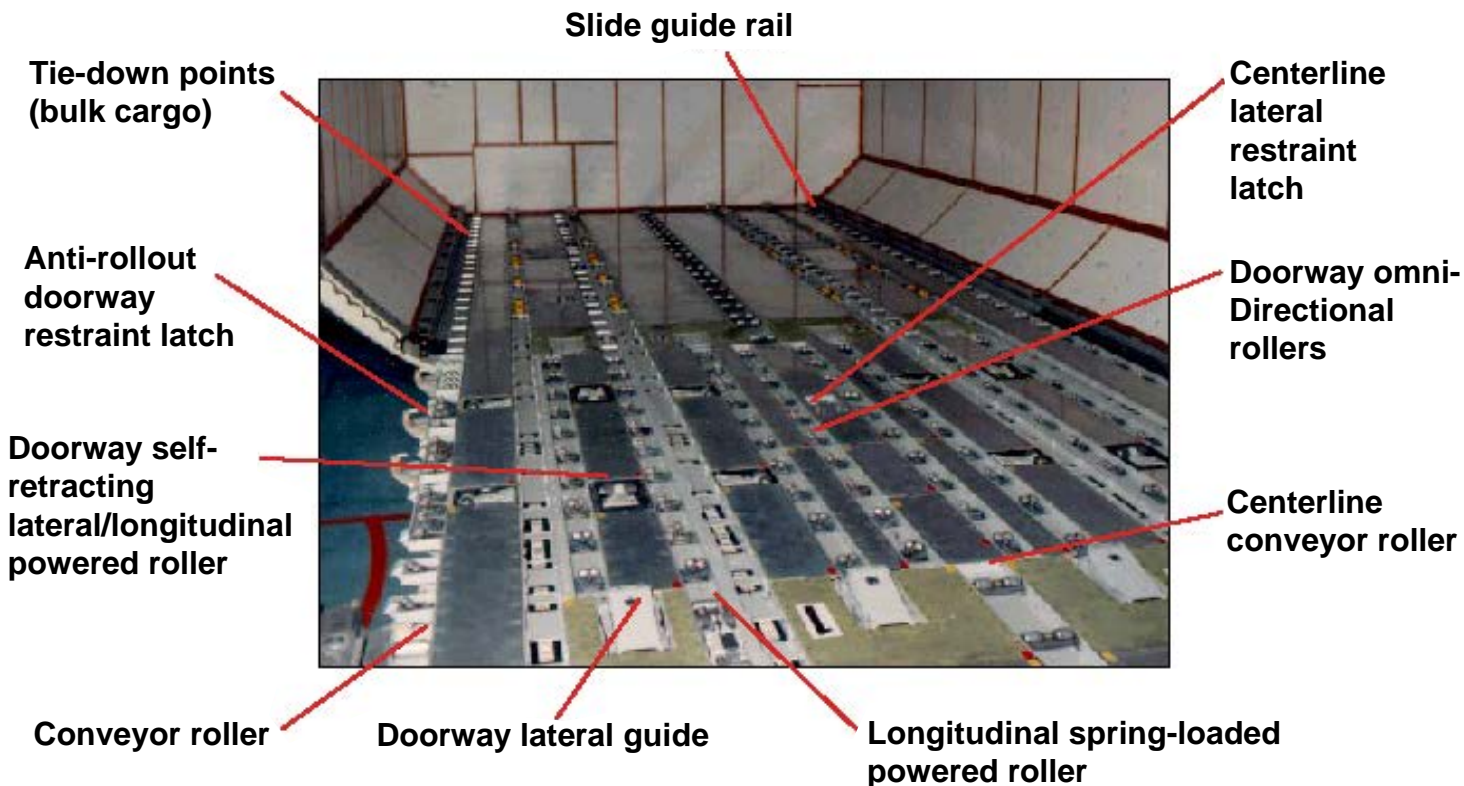 Slide guide rail
Tie-down points
(bulk cargo)
Centerline
lateral
restraint
latch
Anti-rollout
doorway
restraint latch
Doorway omni-
Directional
rollers
Doorway self-
retracting
lateral/longitudinal
powered roller
Centerline
conveyor roller
Conveyor roller
Doorway lateral guide
Longitudinal spring-loaded
powered roller